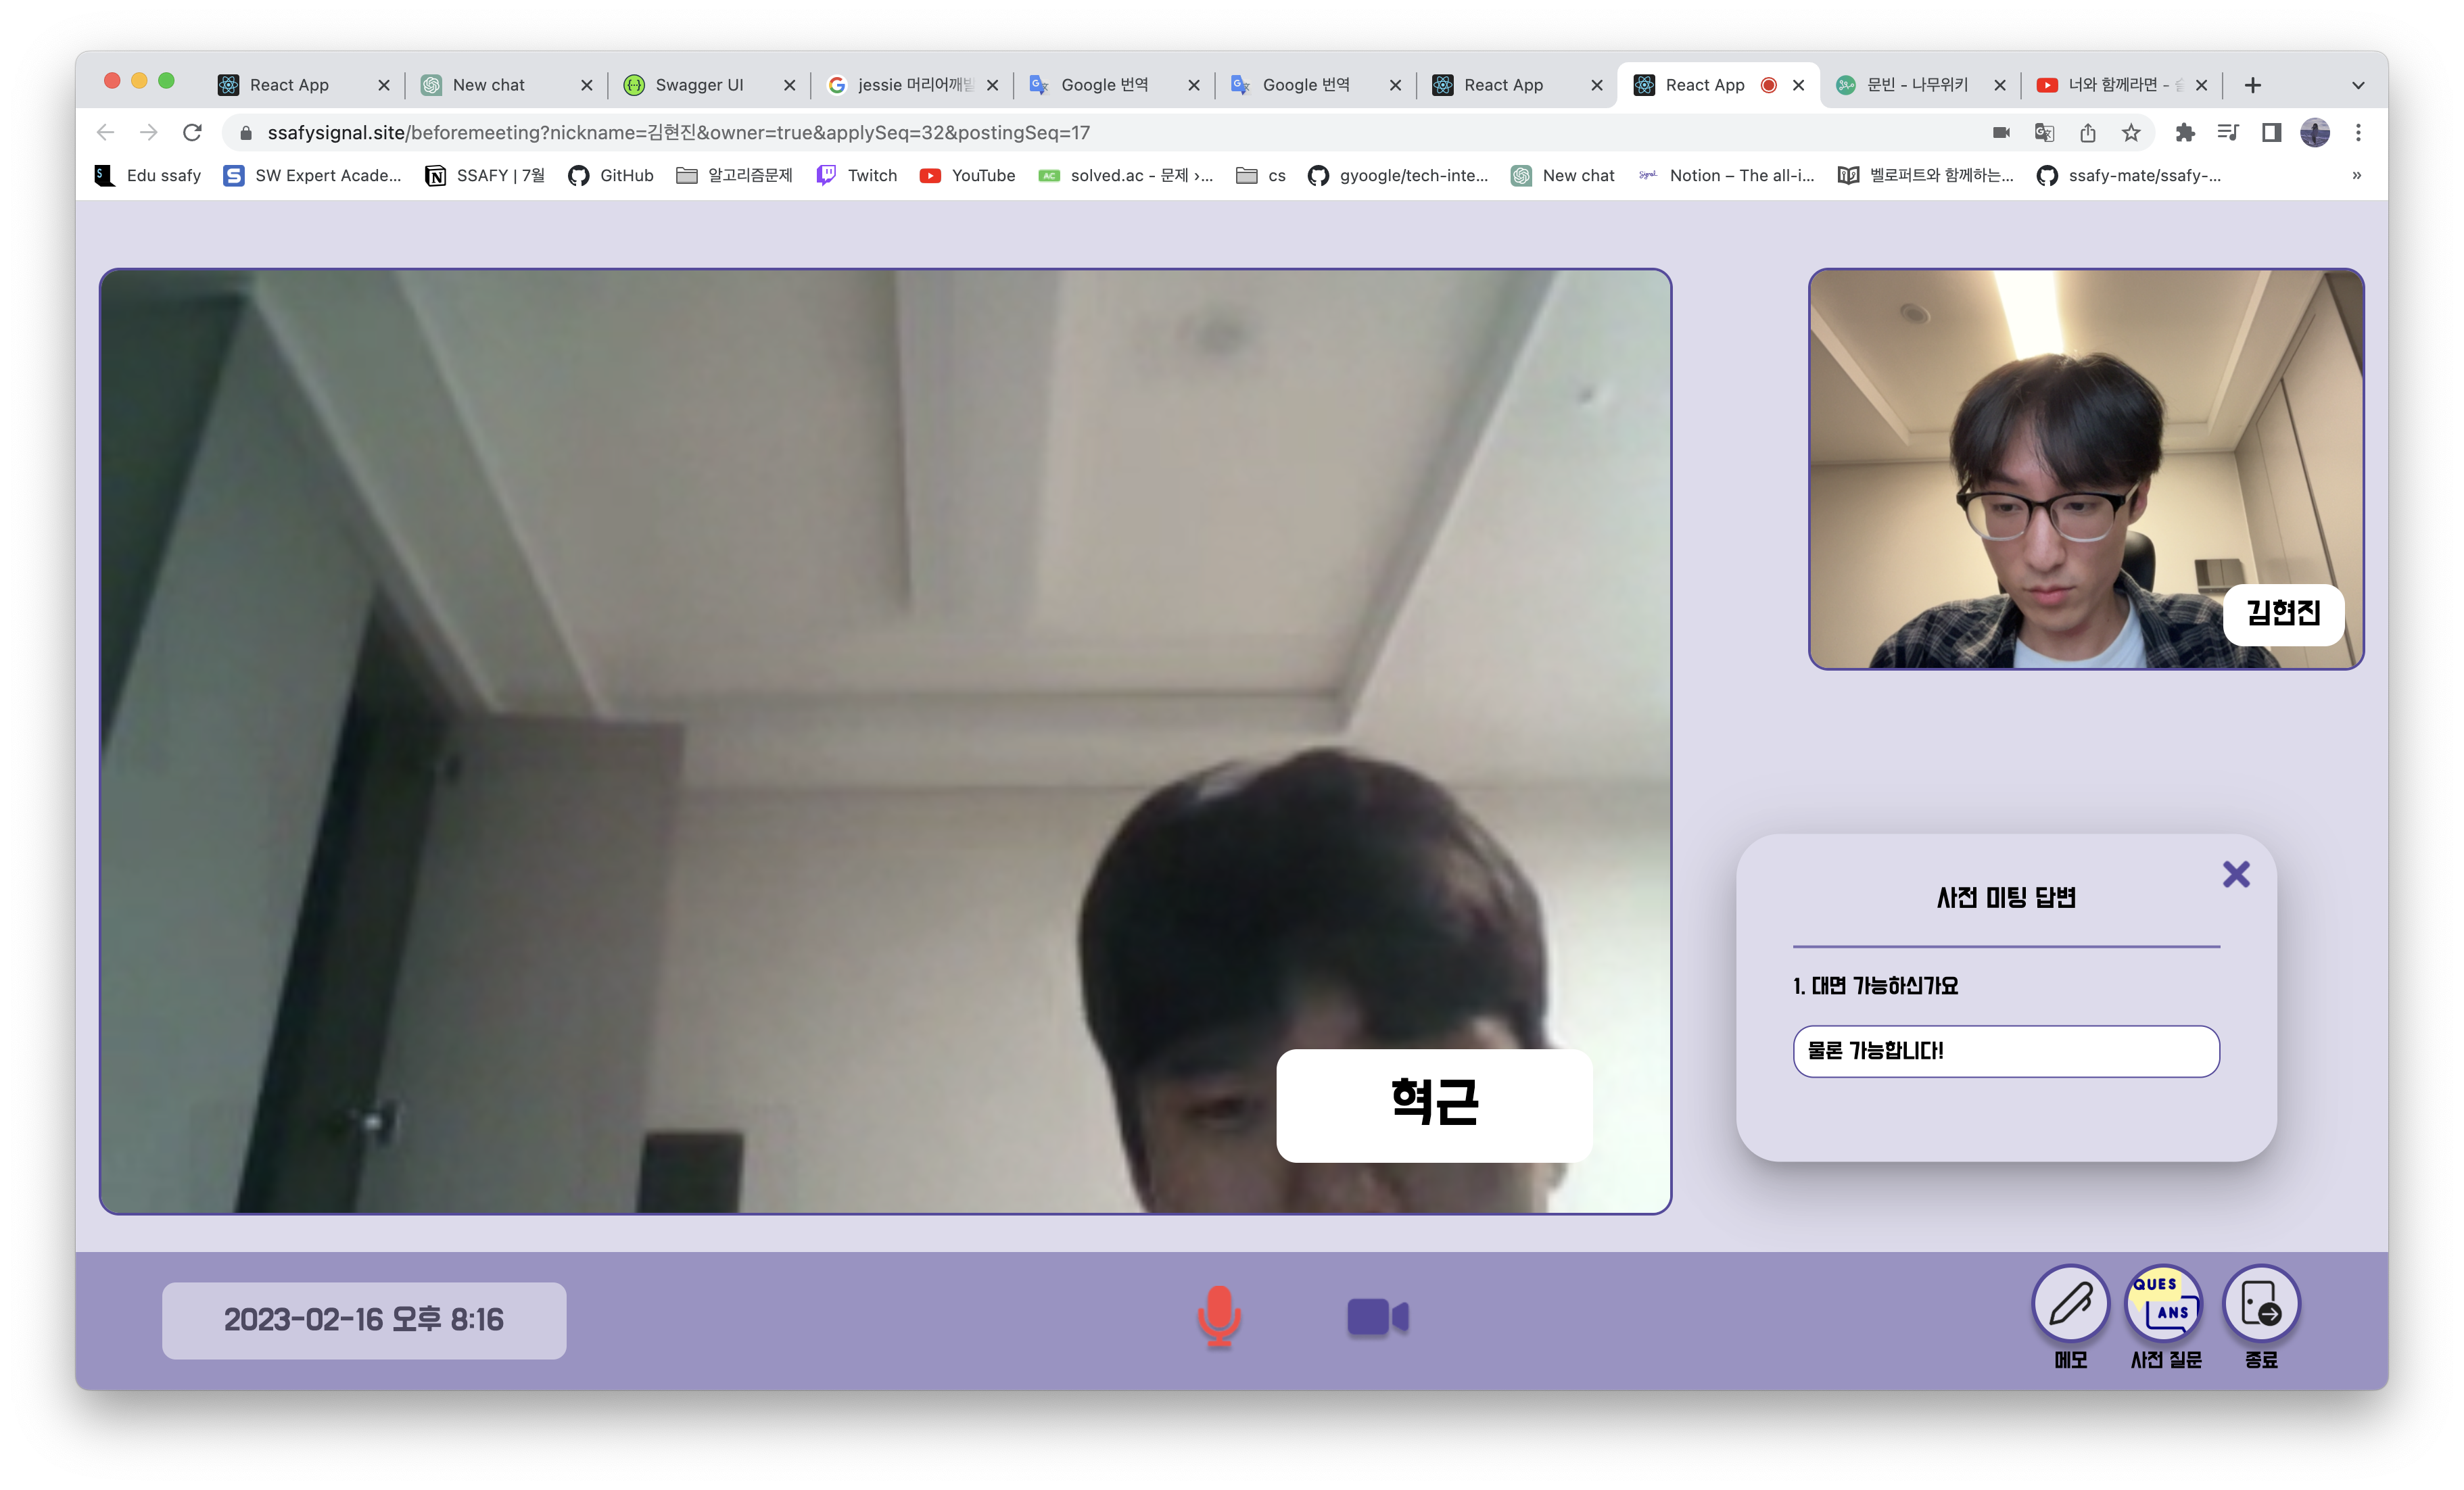 React App
New chat
Swagger UI
jessie 머리어깨
Google 번역
Google 번역
React App
React App
문빈 - 나무위키
너와 함께라면 -
ssafysignal.site/beforemeeting?nickname=김현진&owner=true&applySeq=32&postingSeq=17
Edu ssafy
SW Expert Acade...
SSAFY | 7월
GitHub
알고리즘문제
Twitch
YouTube
AC
solved.ac - 문제 ›...
cs
gyoogle/tech-inte...
New chat
Signal
Notion – The all-i...
벨로퍼트와 함께하는...
ssafy-mate/ssafy-...
»
김현진
혁근
사전 미팅 답변
1. 대면 가능하신가요
물론 가능합니다!
2023-02-16 오후 8:16
메모
QUES
ANS
사전 질문
종료